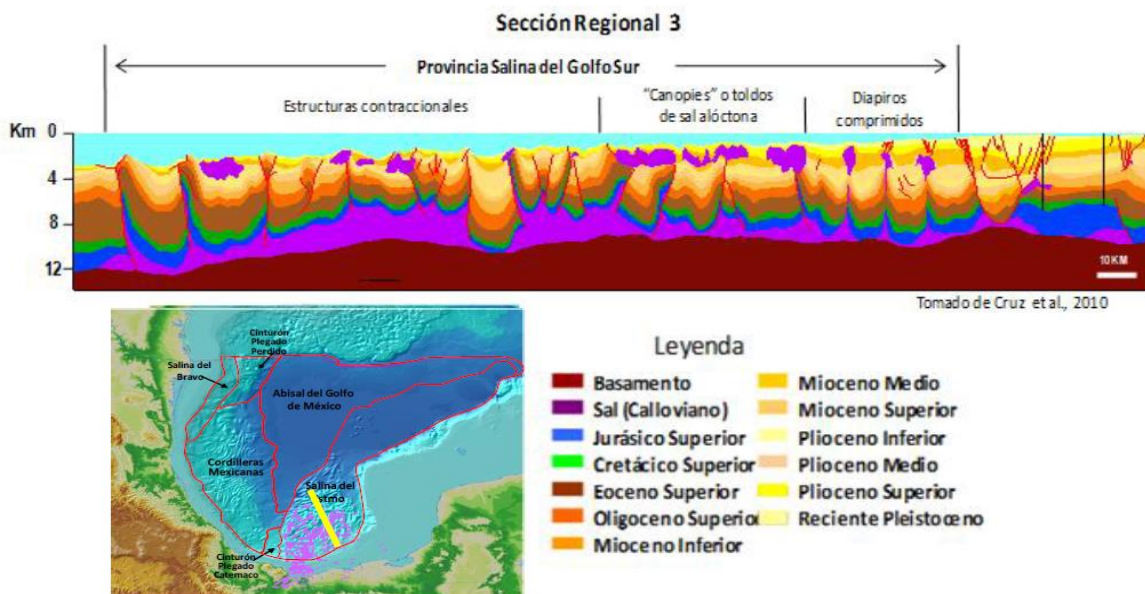 Sección Regional 3
Provincia Salina del Golfo Sur
Estructuras contraccionales
"Canopies" o toldos
de sal alóctona
Diapiros
comprimidos
Km 0
4
8
12
10 KM
Tomado de Cruz et al., 2010
Cinturón
Plegado
Perdido
Salina del
Bravo
Abisal del Golfo
de México
Cordilleras
Mexicanas
Salina del
Istmo
Cinturón
Plegado
Catemaco
Leyenda
Basamento
Sal (Calloviano)
Jurásico Superior
Cretácico Superior
Eoceno Superior
Oligoceno Superior
Mioceno Inferior
Mioceno Medio
Mioceno Superior
Plioceno Inferior
Plioceno Medio
Plioceno Superior
Reciente Pleistoceno